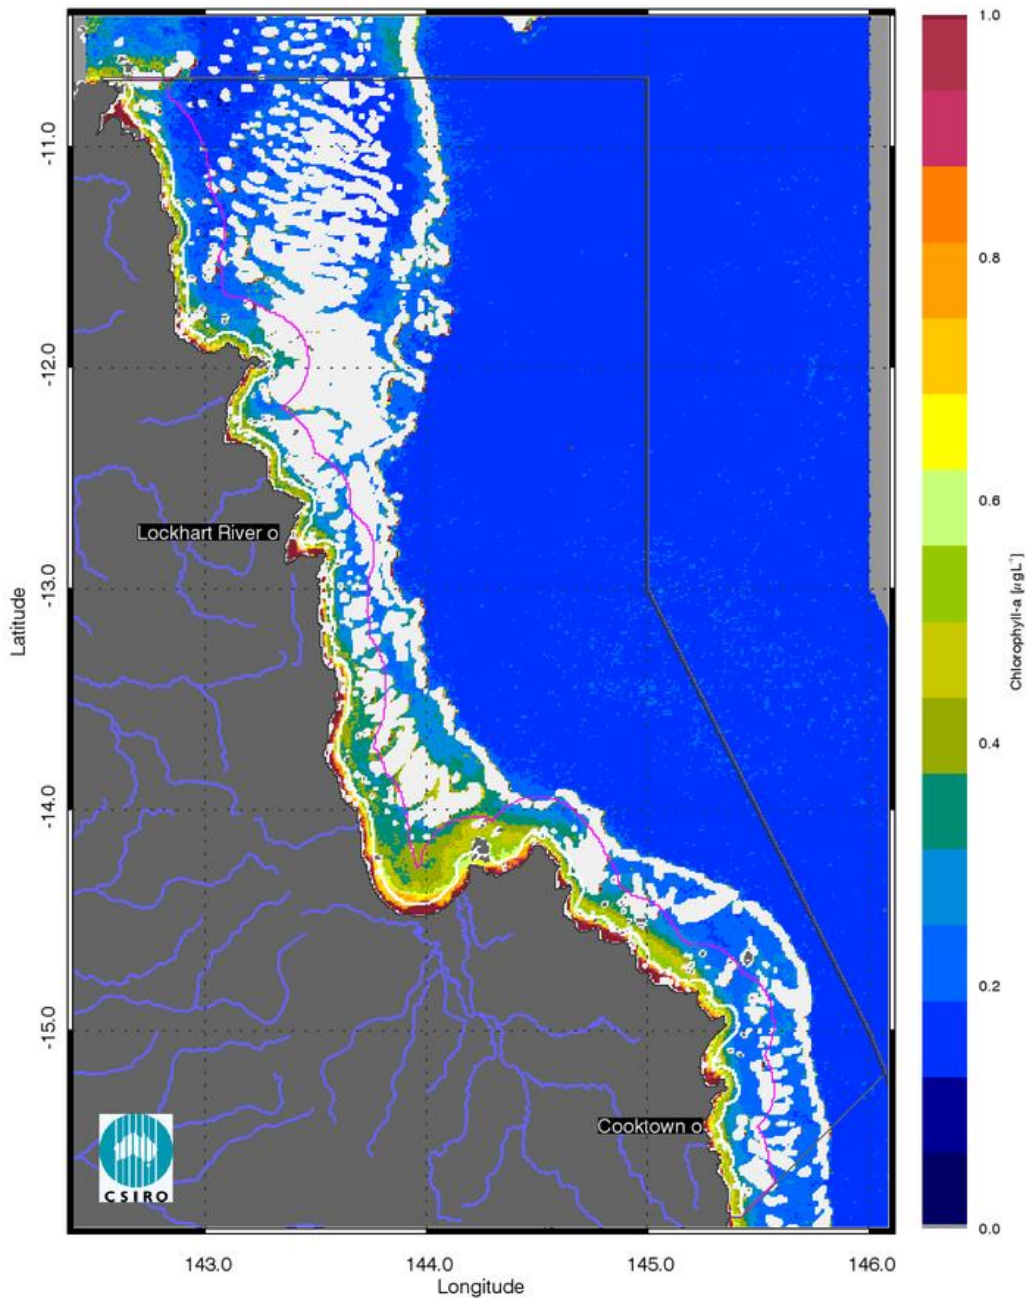 1.0
-11.0
0.8
-12.0
0.6
Lockhart River o
-13.0
Latitude
Chlorophyll-a [µgL⁻¹]
0.4
-14.0
0.2
-15.0
Cooktown o
CSIRO
0.0
143.0 144.0 145.0 146.0
Longitude